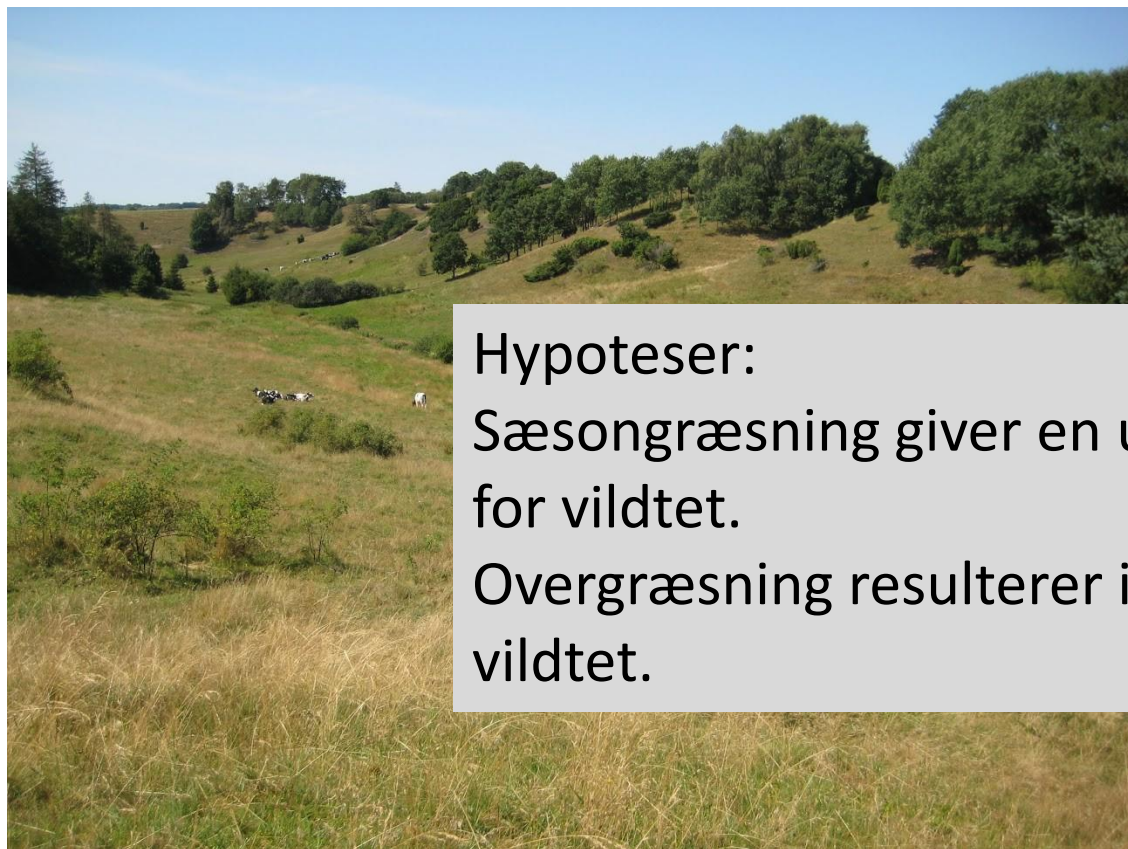 Hypoteser:
Sæsongræsning giver en
for vildtet.
Overgræsning resulterer i
vildtet.